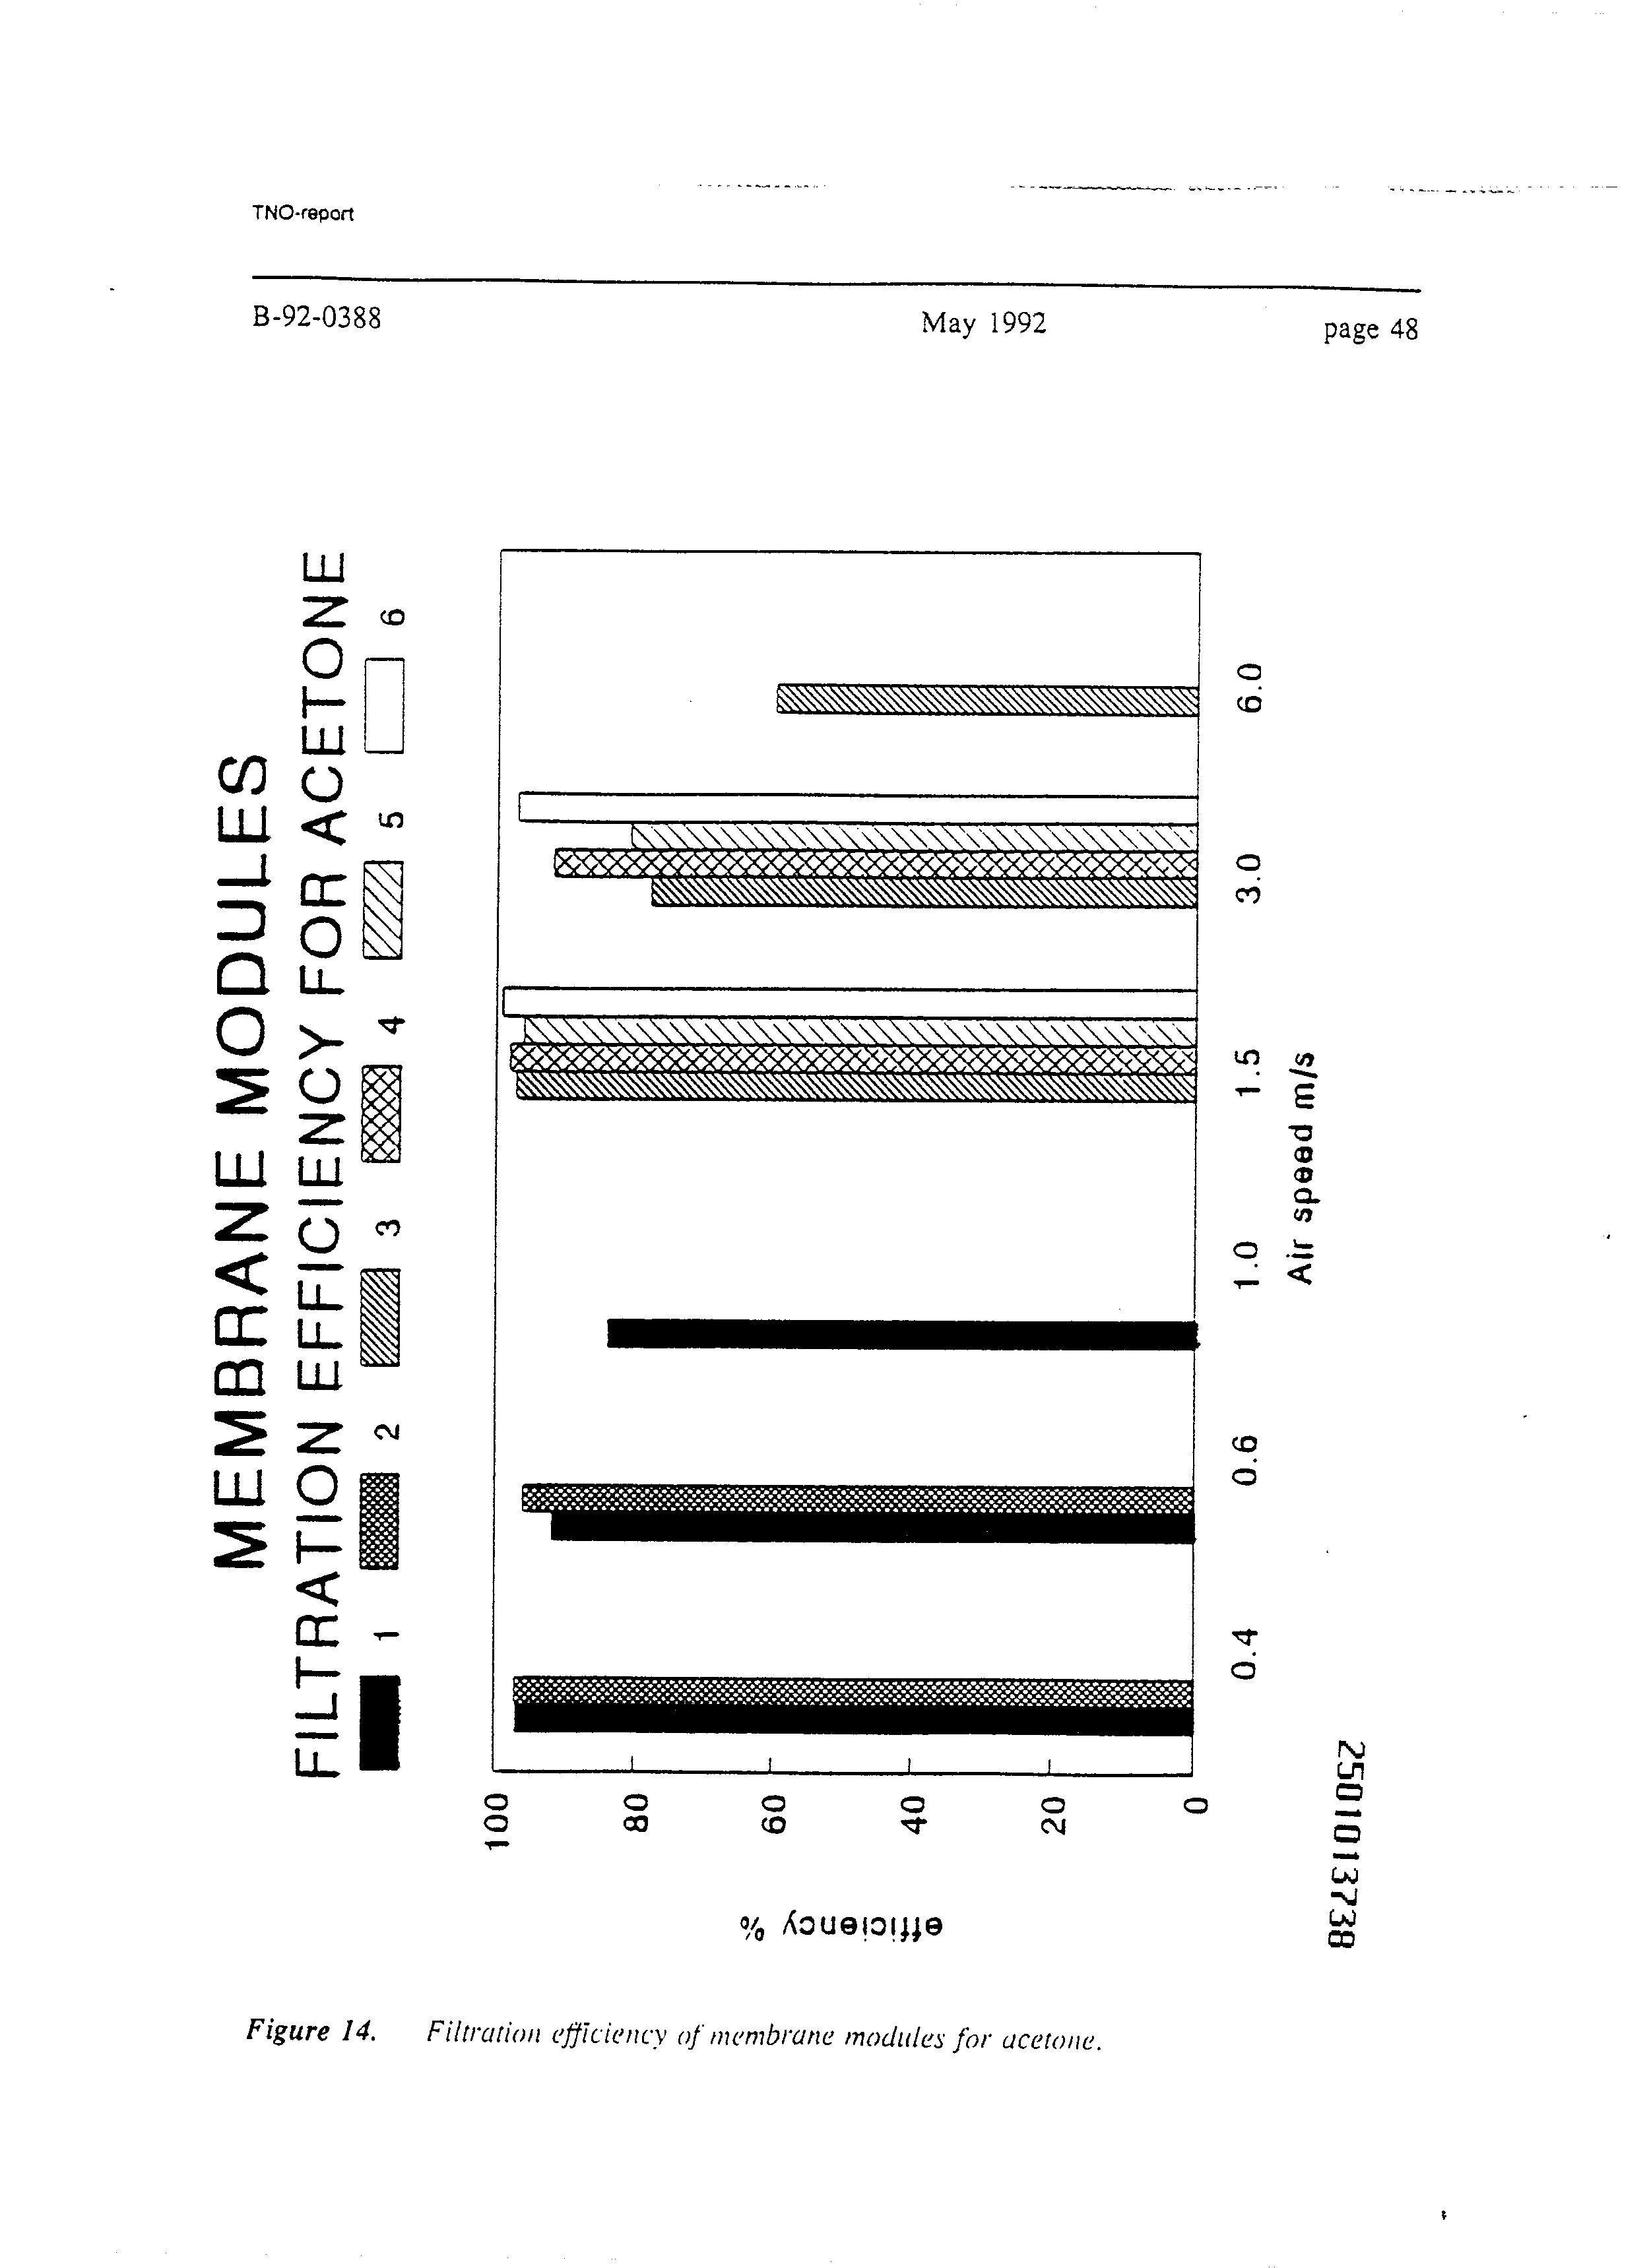 TNO-report
B-92-0388 May 1992 page 48
MEMBRANE MODULES
FILTRATION EFFICIENCY FOR ACETONE
1 2 3 4 5 6
efficiency %
100
80
60
40
20
0
0.4 0.6 1.0 1.5 3.0 6.0
Air speed m/s
2501013738
Figure 14. Filtration efficiency of membrane modules for acetone.